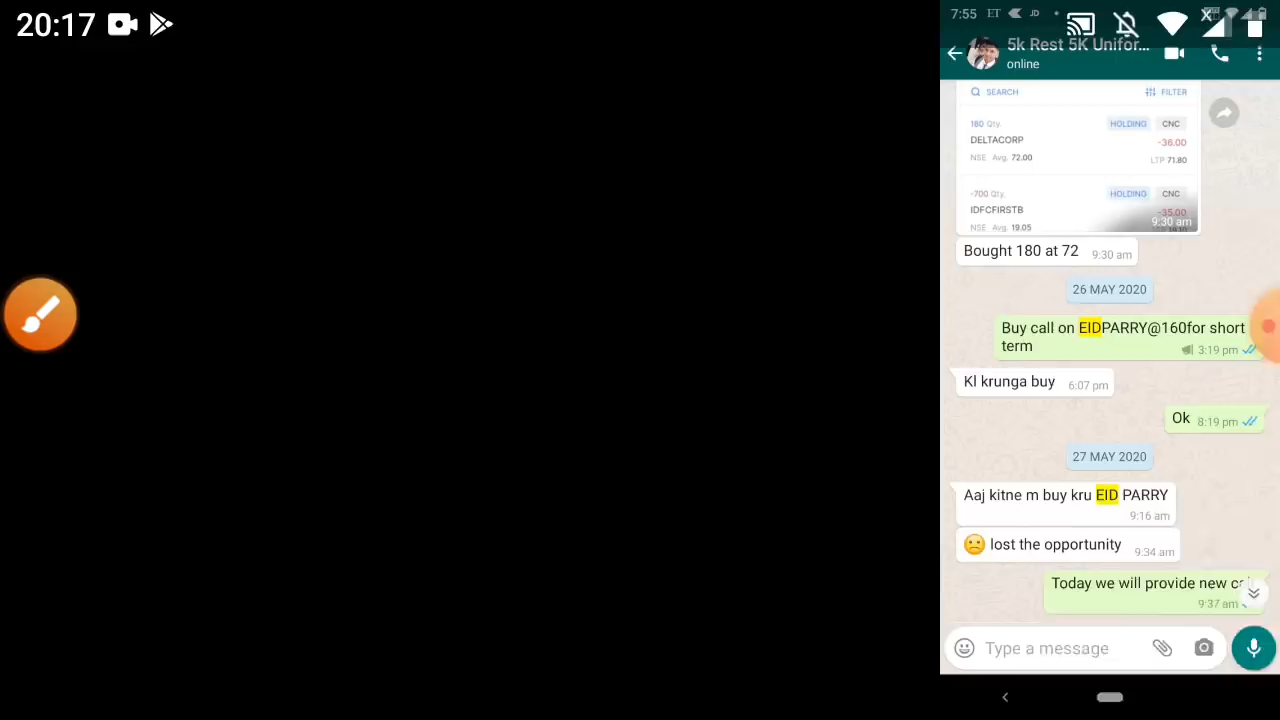 20:17
7:55 ET JD
5k Rest 5K Unifor...
online
SEARCH FILTER
180 Qty. HOLDING CNC
DELTACORP -36.00
NSE Avg. 72.00 LTP 71.80
-700 Qty. HOLDING CNC
IDFCFIRSTB -35.00
NSE Avg. 19.05
9:30 am
Bought 180 at 72 9:30 am
26 MAY 2020
Buy call on EIDPARRY@160for short
term 3:19 pm
Kl krunga buy 6:07 pm
Ok 8:19 pm
27 MAY 2020
Aaj kitne m buy kru EID PARRY
9:16 am
lost the opportunity 9:34 am
Today we will provide new
9:37 am
Type a message